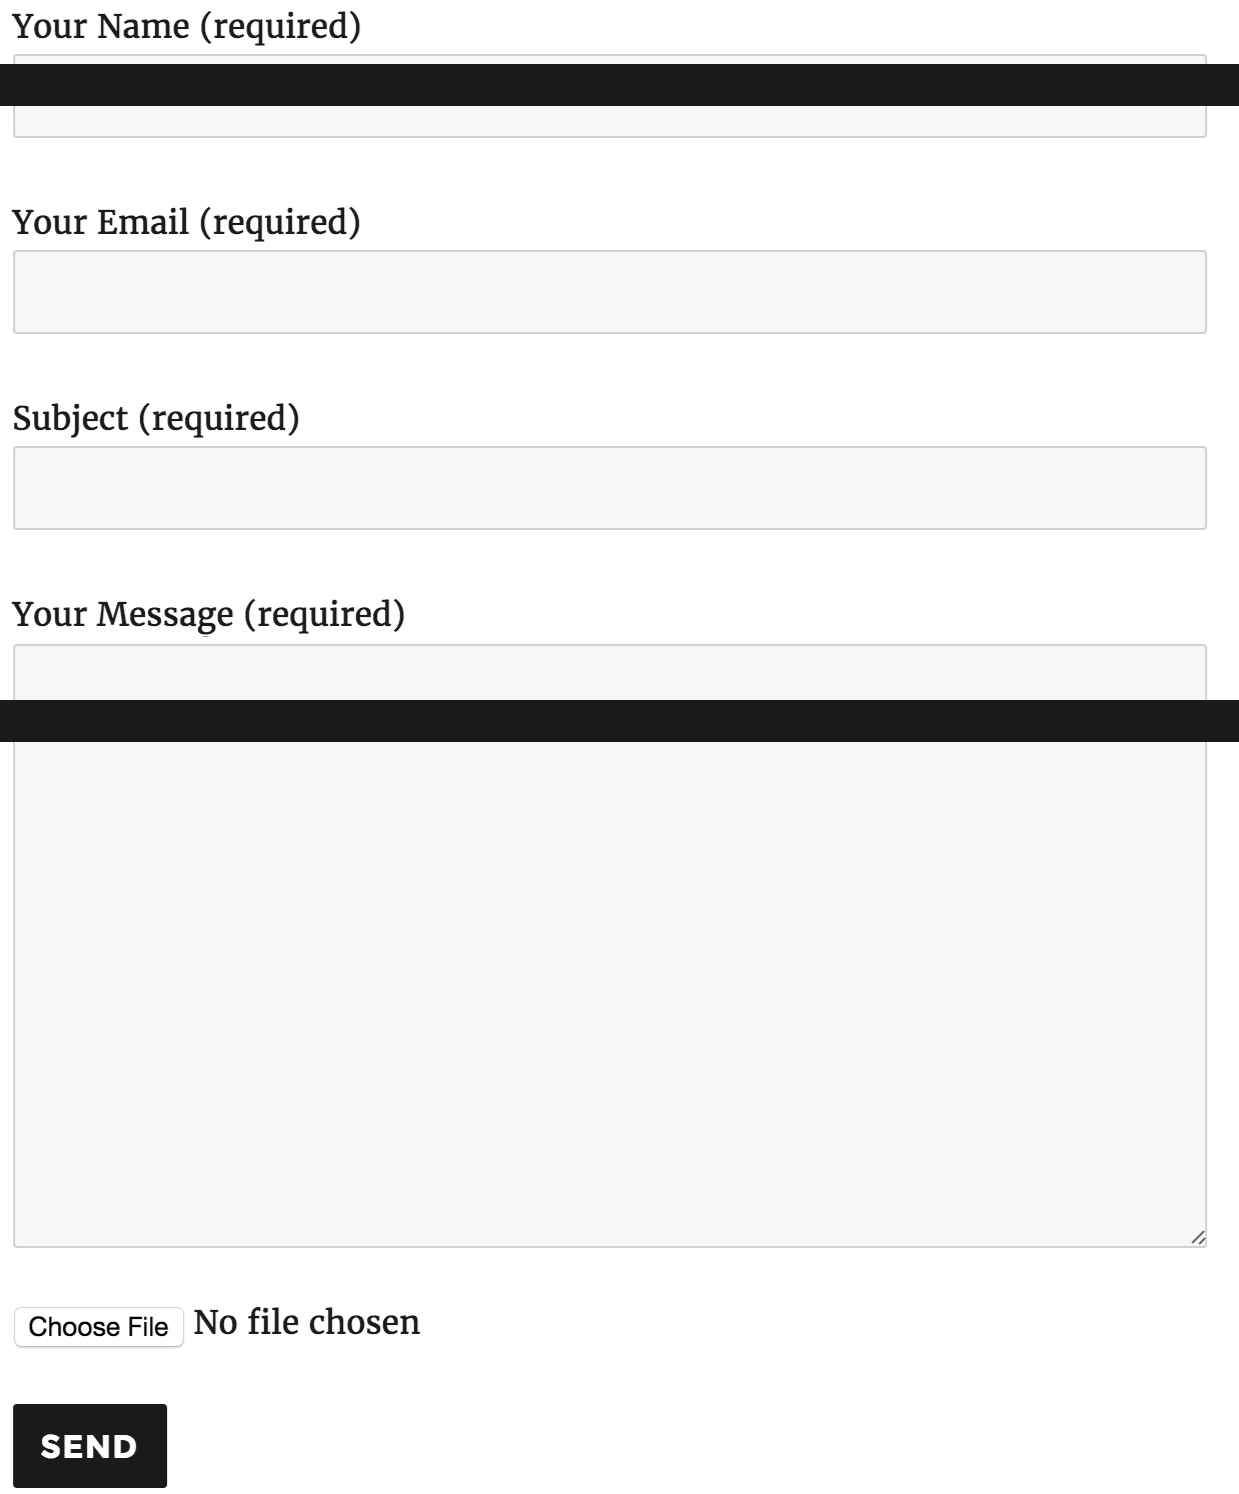 Your Name (required)
Your Email (required)
Subject (required)
Your Message (required)
Choose File No file chosen
SEND